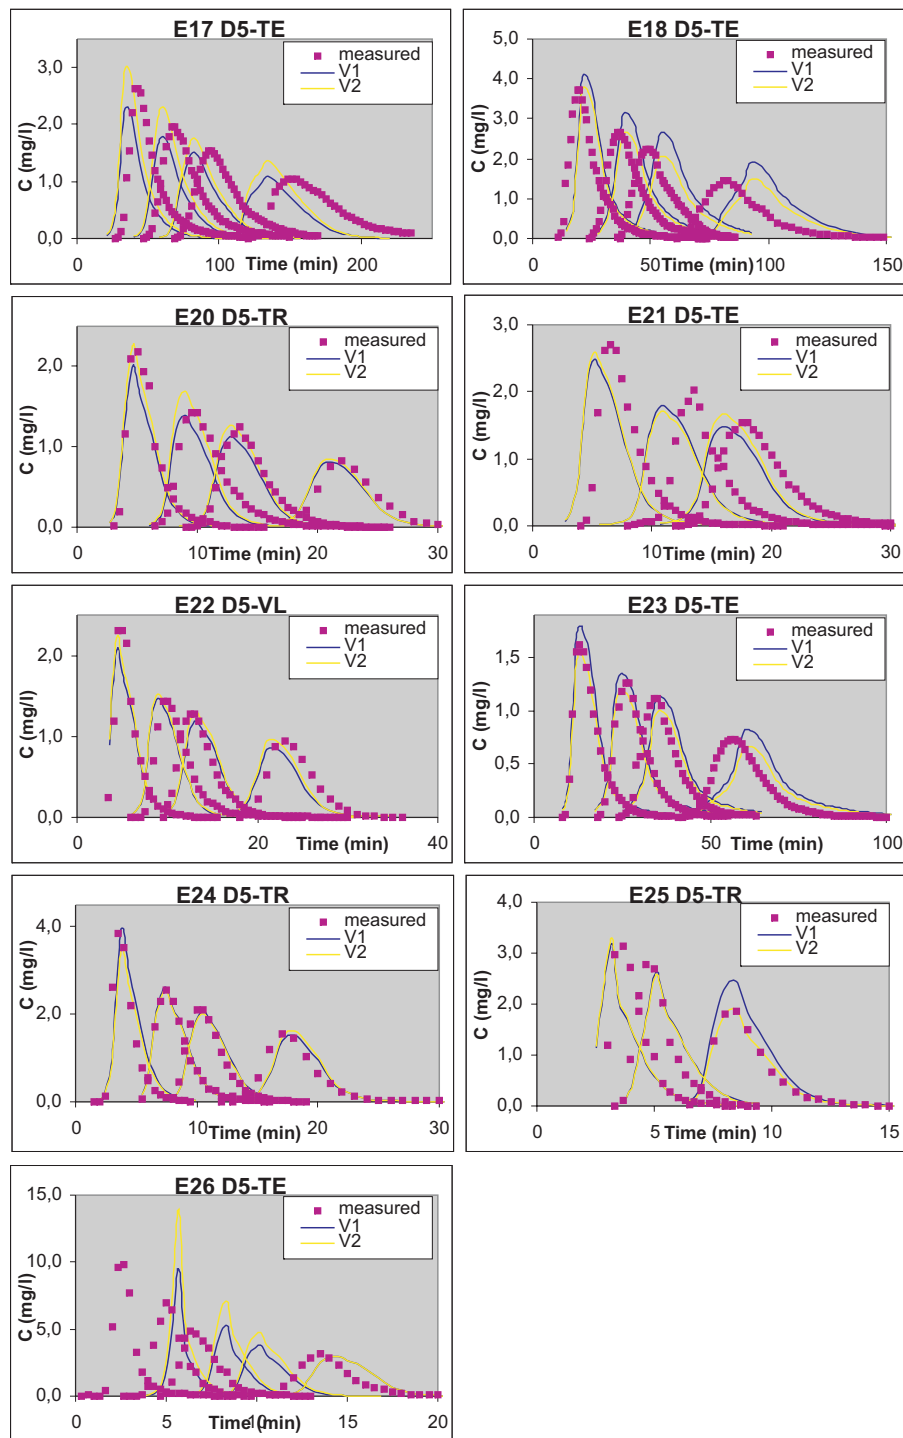 E17 D5-TE
measured
V1
V2
C (mg/l)
3,0
2,0
1,0
0,0
0
100
200
Time (min)
E18 D5-TE
measured
V1
V2
C (mg/l)
5,0
4,0
3,0
2,0
1,0
0,0
0
50
100
150
Time (min)
E20 D5-TR
measured
V1
V2
C (mg/l)
2,0
1,0
0,0
0
10
20
30
Time (min)
E21 D5-TE
measured
V1
V2
C (mg/l)
3,0
2,0
1,0
0,0
0
10
20
30
Time (min)
E22 D5-VL
measured
V1
V2
C (mg/l)
2,0
1,0
0,0
0
20
40
Time (min)
E23 D5-TE
measured
V1
V2
C (mg/l)
1,5
1,0
0,5
0,0
0
50
100
Time (min)
E24 D5-TR
measured
V1
V2
C (mg/l)
4,0
2,0
0,0
0
10
20
30
Time (min)
E25 D5-TR
measured
V1
V2
C (mg/l)
4,0
3,0
2,0
1,0
0,0
0
5
10
15
Time (min)
E26 D5-TE
measured
V1
V2
C (mg/l)
15,0
10,0
5,0
0,0
0
5
10
15
20
Time (min)